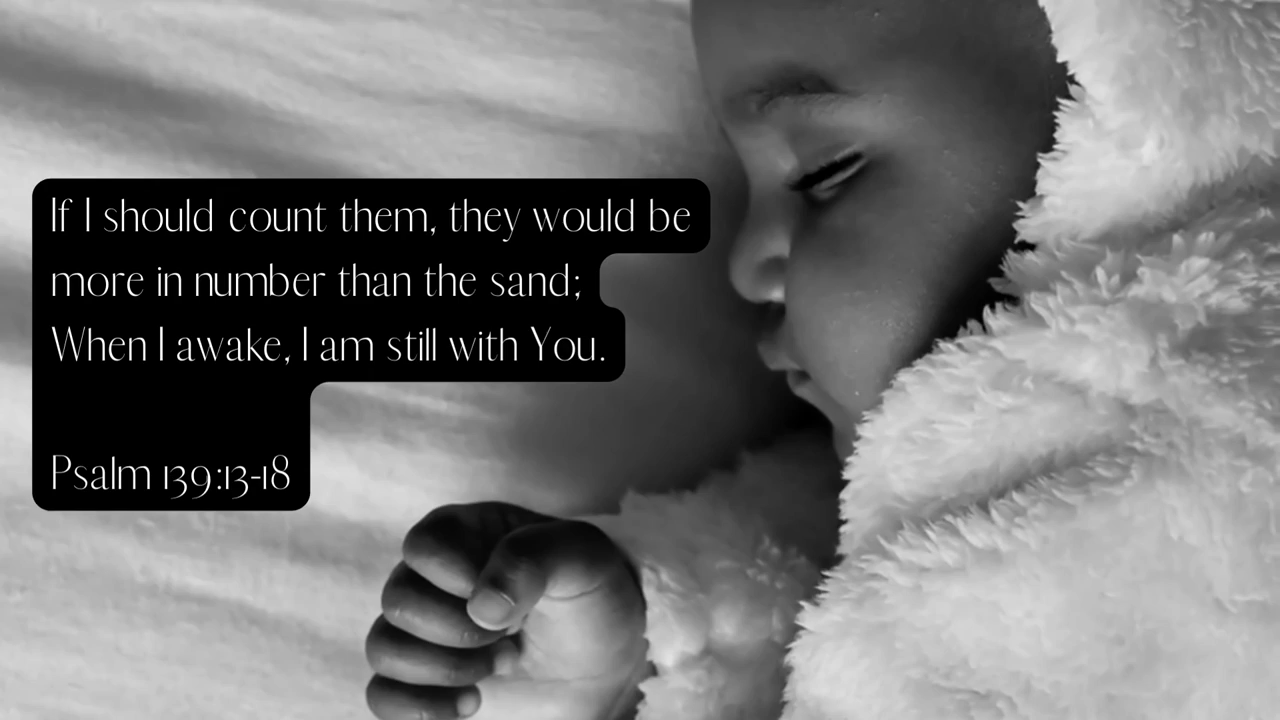 If I should count them, they would be
more in number than the sand;
When I awake, I am still with You.
Psalm 139:13-18